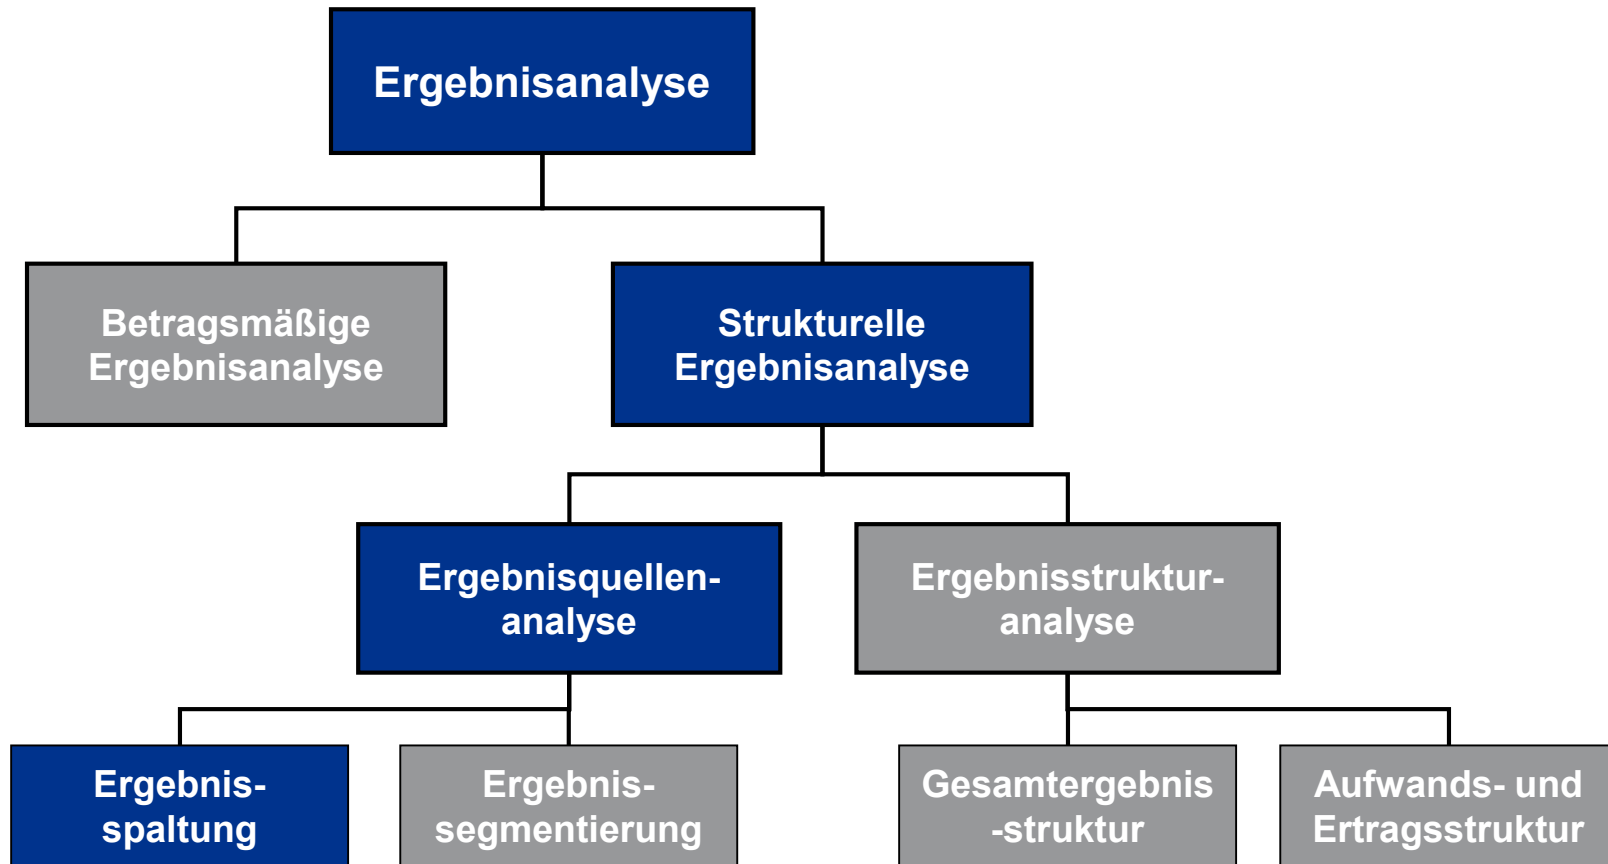 Ergebnisanalyse
Betragsmäßige
Ergebnisanalyse
Strukturelle
Ergebnisanalyse
Ergebnisquellen-
analyse
Ergebnisstruktur-
analyse
Ergebnis-
spaltung
Ergebnis-
segmentierung
Gesamtergebnis
-struktur
Aufwands- und
Ertragsstruktur